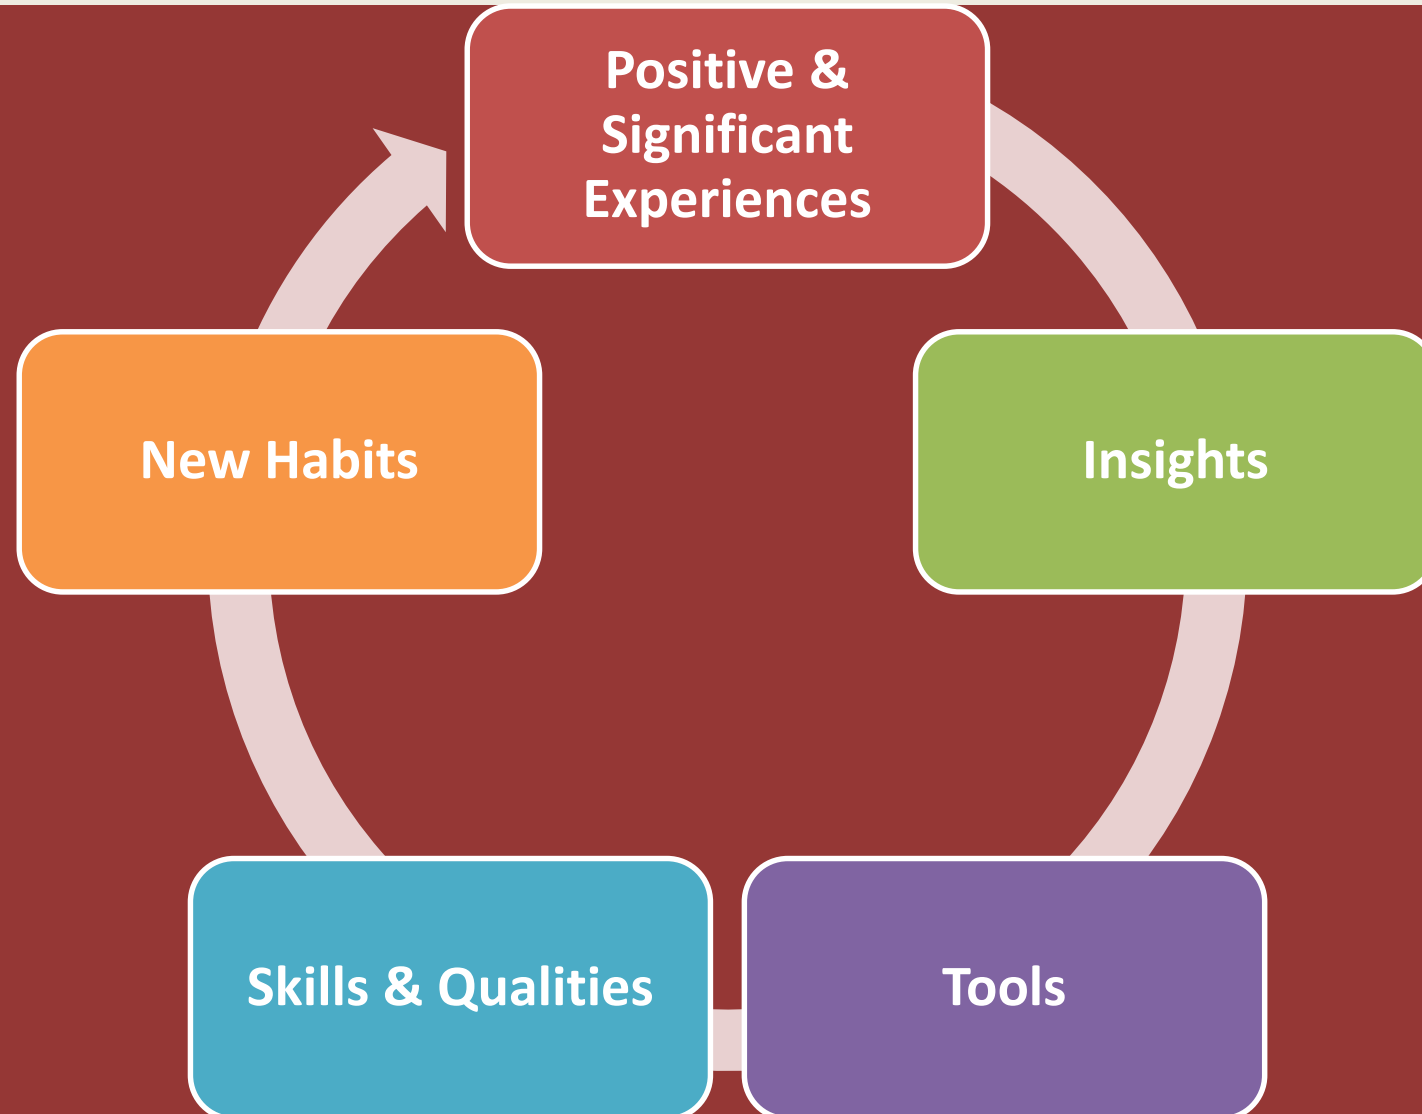 Positive &
Significant
Experiences
New Habits
Insights
Skills & Qualities
Tools